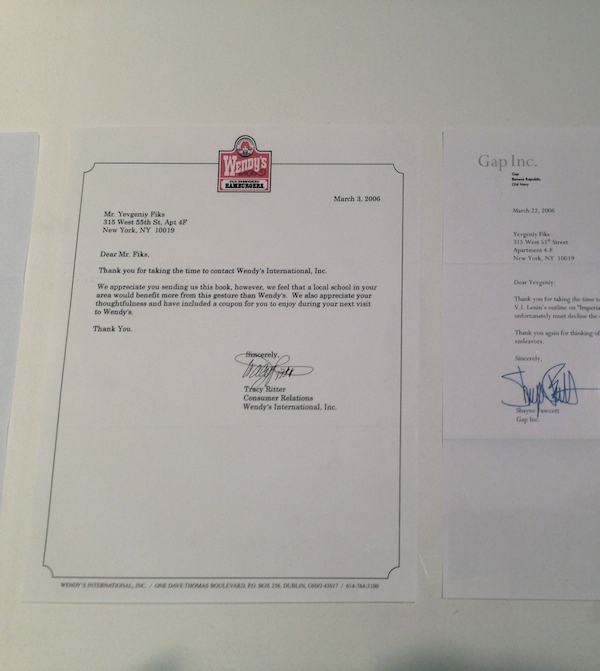 WENDY'S
OLD FASHIONED
HAMBURGERS
March 3, 2006
Mr. Yevgeniy Fiks
315 West 55th St, Apt 4F
New York, NY 10019
Dear Mr. Fiks,
Thank you for taking the time to contact Wendy's International, Inc.
We appreciate you sending us this book, however, we feel that a local school in your
area would benefit more from this gesture than Wendy's. We also appreciate your
thoughtfulness and have included a coupon for you to enjoy during your next visit
to Wendy's.
Thank You.
Sincerely,
Tracy Ritter
Consumer Relations
Wendy's International, Inc.
WENDY'S INTERNATIONAL, INC. / ONE DAVE THOMAS BOULEVARD, P.O. BOX 256, DUBLIN, OHIO 43017 / 614-764-3100
Gap Inc.
Gap
Banana Republic
Old Navy
March 22, 2006
Yevgeniy Fiks
315 West 55th Street
Apartment 4-F
New York, NY 10019
Dear Yevgeniy:
Thank you for taking the time
V.I. Lenin's outline on "Imperia
unfortunately must decline the
Thank you again for thinking of
endeavors.
Sincerely,
Shayne Fawcett
Gap Inc.